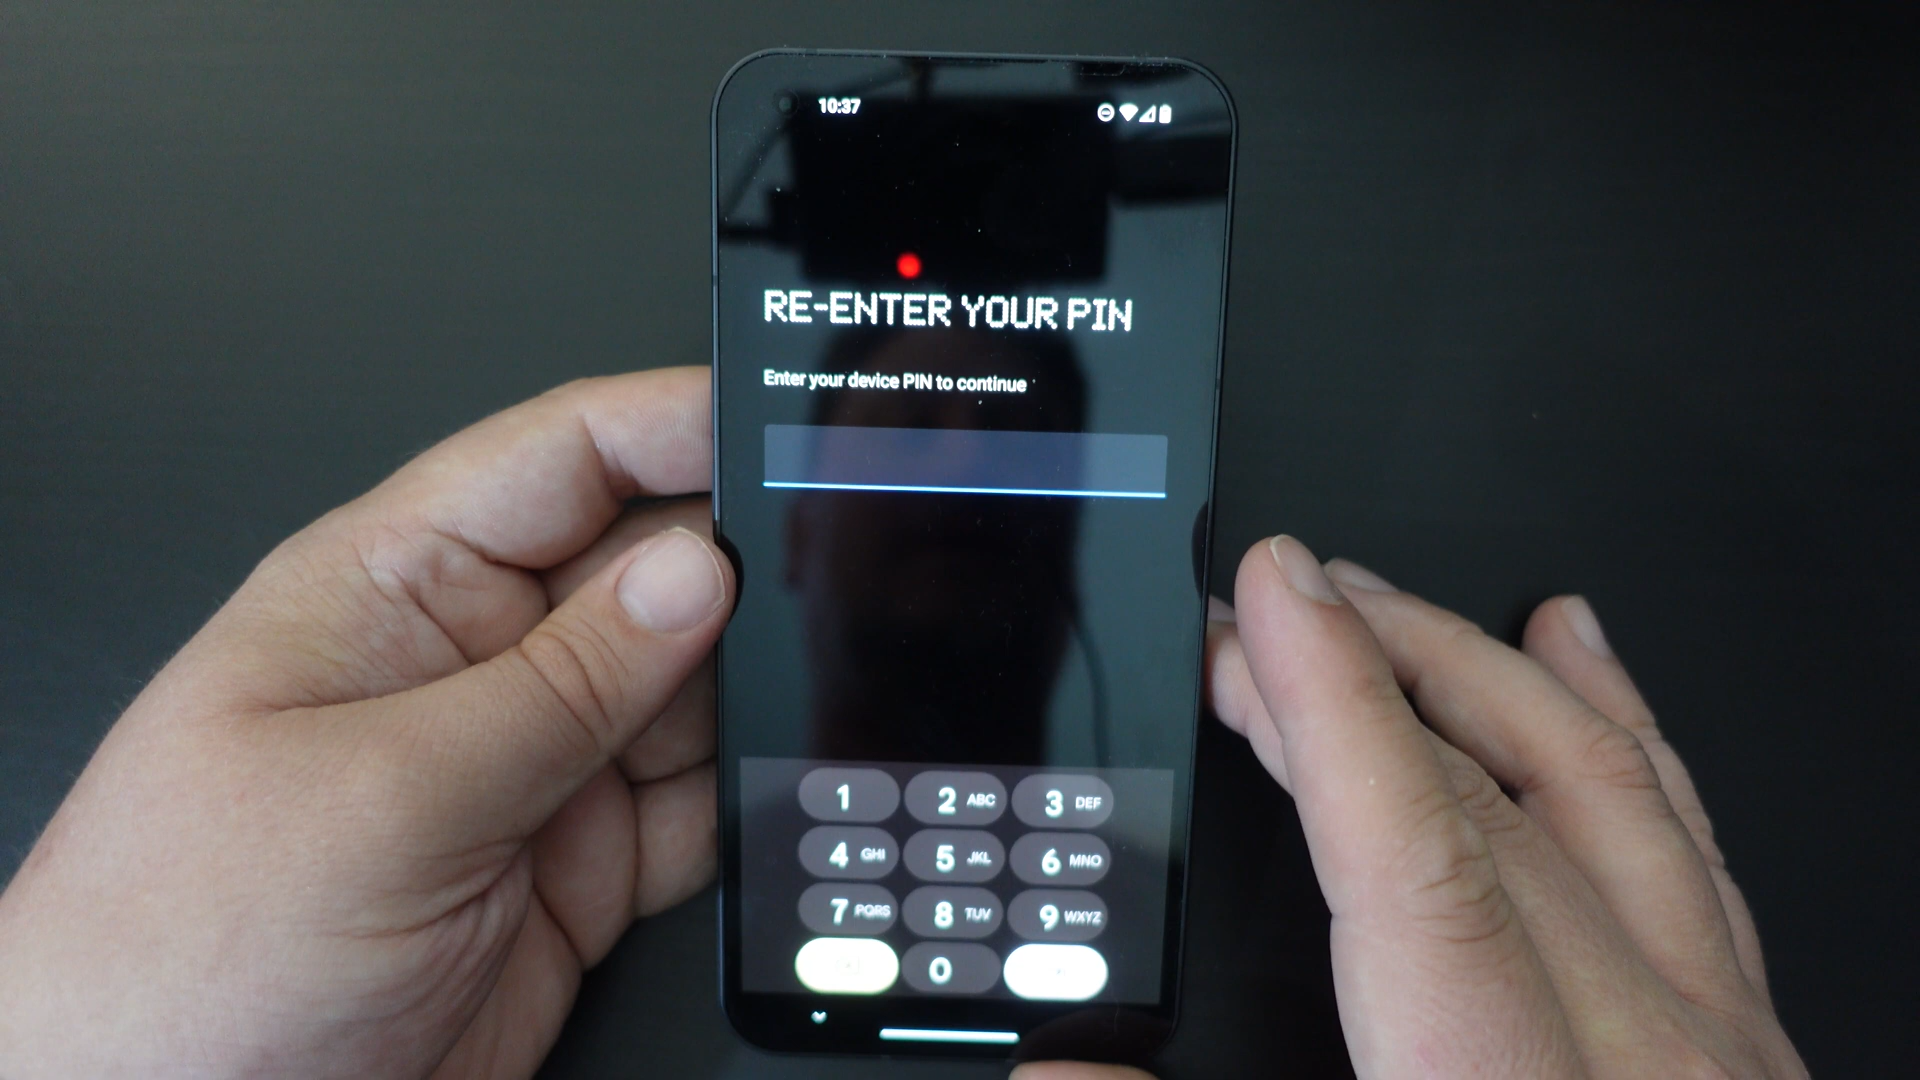 10:37
RE-ENTER YOUR PIN
Enter your device PIN to continue
1 2 ABC 3 DEF
4 GHI 5 JKL 6 MNO
7 PQRS 8 TUV 9 WXYZ
0